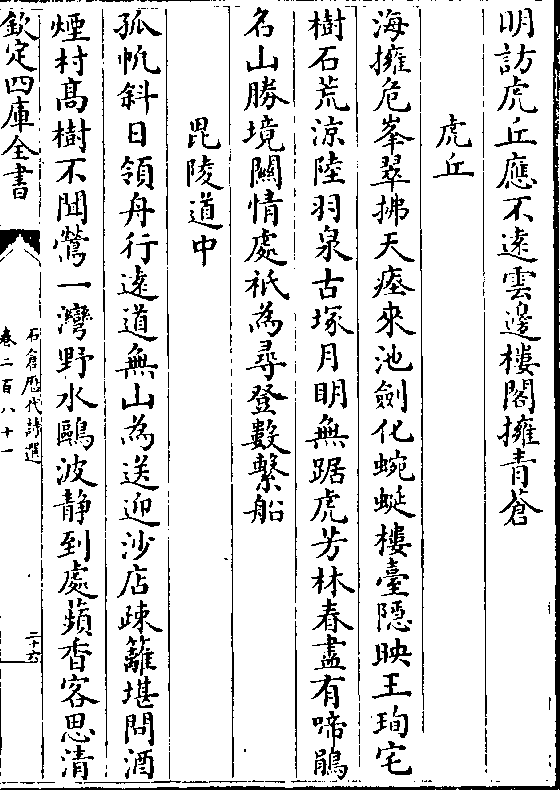 明訪虎丘應不遠雲邊樓閣擁青蒼
虎丘
海擁危峯翠拂天瘞來池劍化蜿蜒樓臺隱映王珣宅
樹石荒涼陸羽泉古塚月明無踞虎芳林春盡有啼鵑
名山勝境關情處祇為尋登數繫船
毘陵道中
孤帆斜日領舟行遠道無山為送迎沙店疎籬堪問酒
煙村髙樹不聞鶯一灣野水鷗波静到處蘋香客思清
欽定四庫全書
石倉歷代詩選
卷二百八十一
二十六